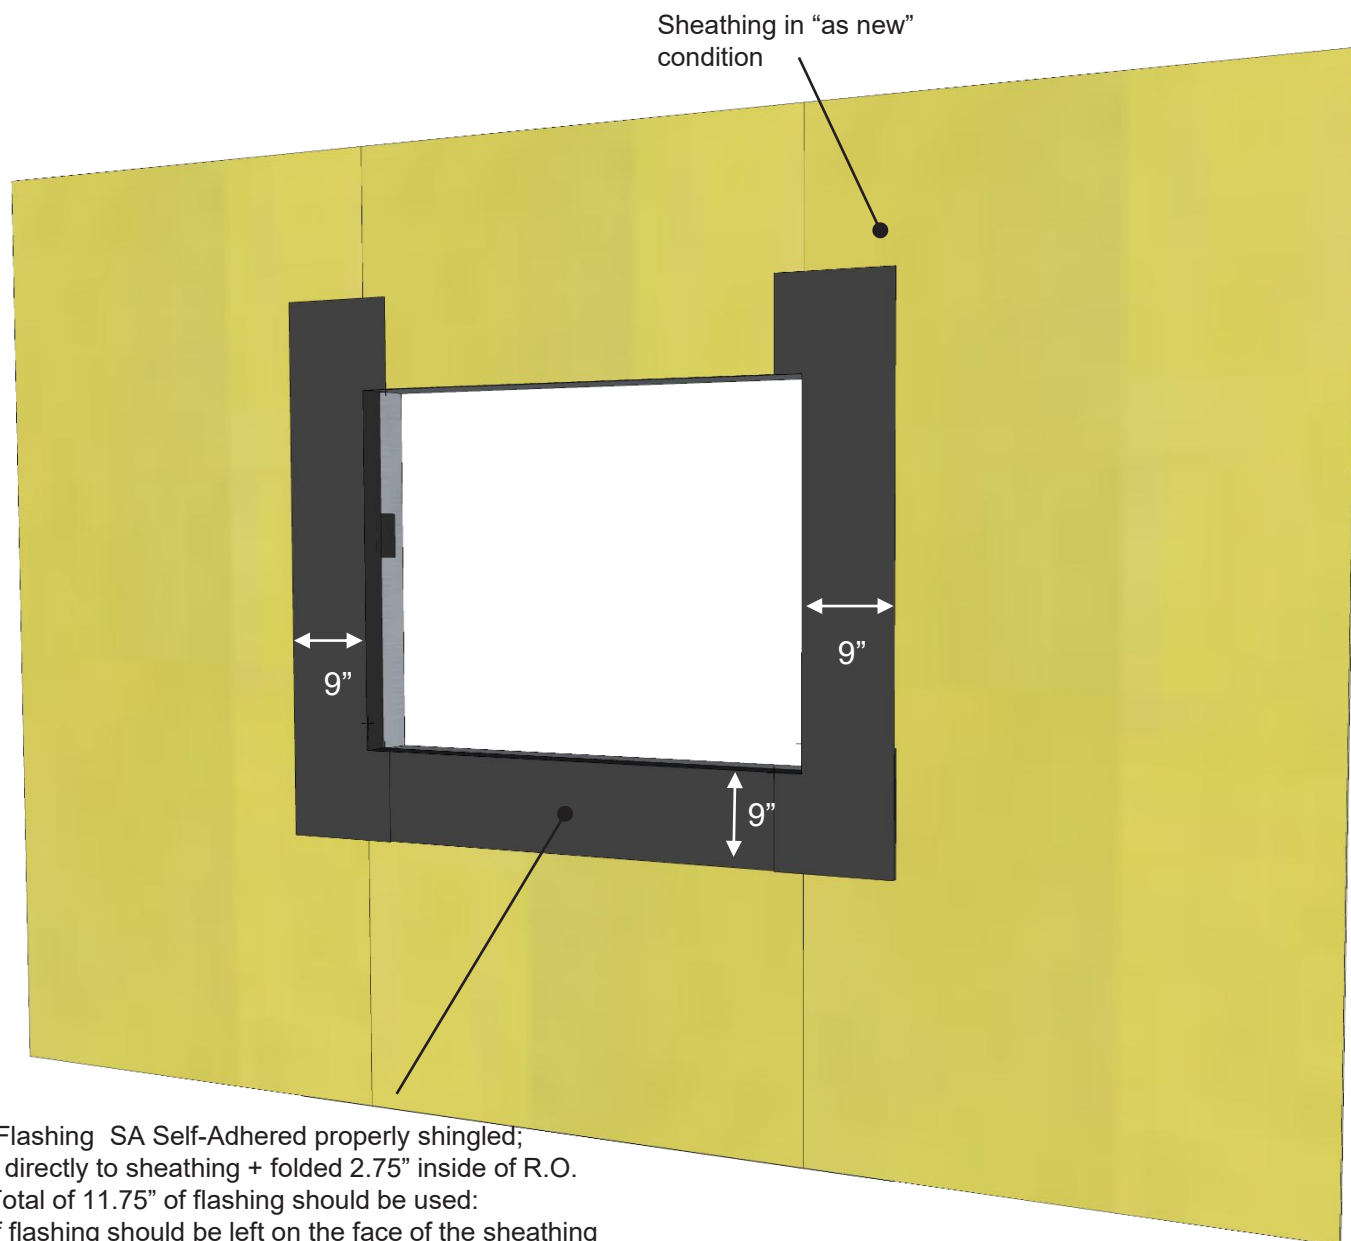 Sheathing in “as new”
condition
9”
9”
9”
Flashing SA Self-Adhered properly shingled;
directly to sheathing + folded 2.75” inside of R.O.
Total of 11.75” of flashing should be used:
flashing should be left on the face of the sheathing